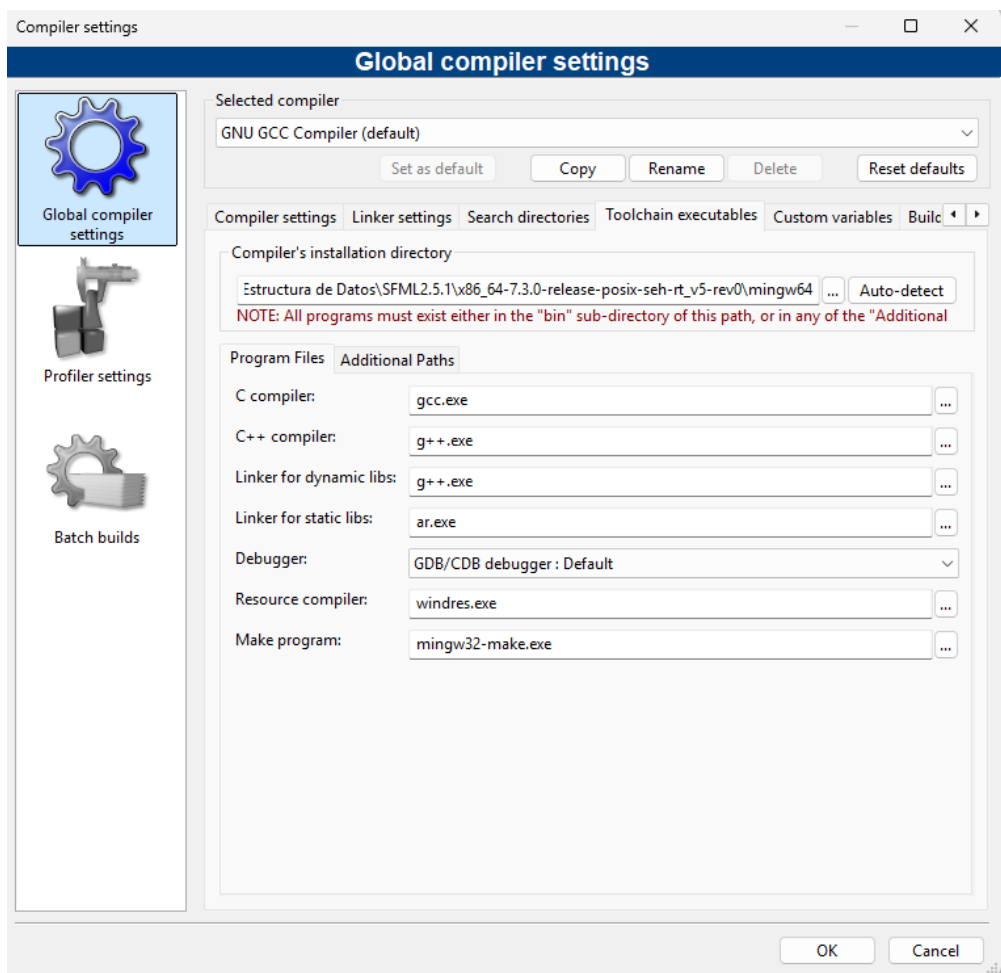 Compiler settings
Global compiler settings
Global compiler
settings
Profiler settings
Batch builds
Selected compiler
GNU GCC Compiler (default)
Set as default Copy Rename Delete Reset defaults
Compiler settings Linker settings Search directories Toolchain executables Custom variables Build
Compiler's installation directory
Estructura de Datos\SFML2.5.1\x86_64-7.3.0-release-posix-seh-rt_v5-rev0\mingw64 ... Auto-detect
NOTE: All programs must exist either in the "bin" sub-directory of this path, or in any of the "Additional
Program Files Additional Paths
C compiler: gcc.exe ...
C++ compiler: g++.exe ...
Linker for dynamic libs: g++.exe ...
Linker for static libs: ar.exe ...
Debugger: GDB/CDB debugger : Default
Resource compiler: windres.exe ...
Make program: mingw32-make.exe ...
OK Cancel